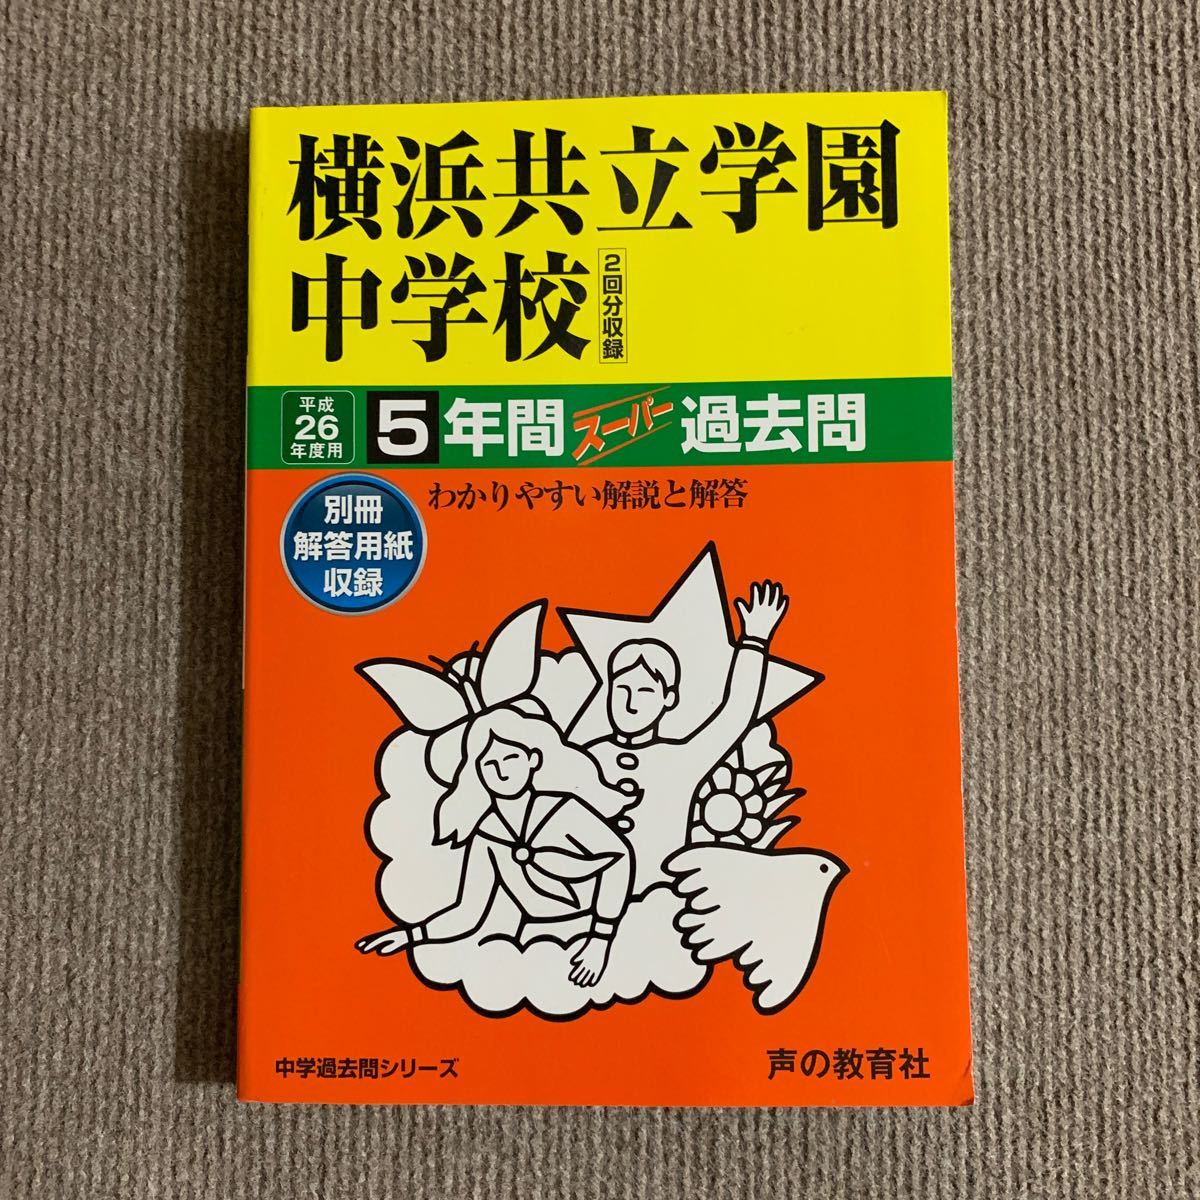 横浜共立学園
中学校
2回分収録
平成
26
年度用
5年間スーパー過去問
わかりやすい解説と解答
別冊
解答用紙
収録
中学過去問シリーズ
声の教育社